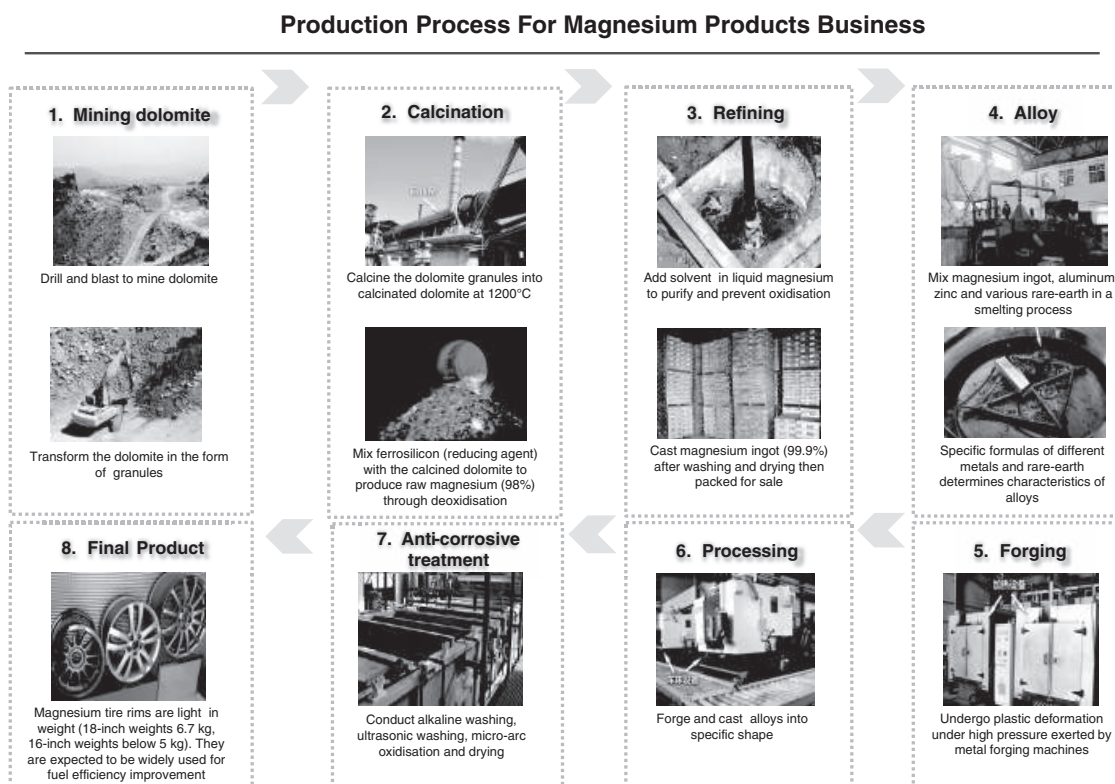 Production Process For Magnesium Products Business
1. Mining dolomite
Drill and blast to mine dolomite
Transform the dolomite in the form
of granules
2. Calcination
Calcine the dolomite granules into
calcinated dolomite at 1200°C
Mix ferrosilicon (reducing agent)
with the calcined dolomite to
produce raw magnesium (98%)
through deoxidisation
3. Refining
Add solvent in liquid magnesium
to purify and prevent oxidisation
Cast magnesium ingot (99.9%)
after washing and drying then
packed for sale
4. Alloy
Mix magnesium ingot, aluminum
zinc and various rare-earth in a
smelting process
Specific formulas of different
metals and rare-earth
determines characteristics of
alloys
5. Forging
Undergo plastic deformation
under high pressure exerted by
metal forging machines
6. Processing
Forge and cast alloys into
specific shape
7. Anti-corrosive
treatment
Conduct alkaline washing,
ultrasonic washing, micro-arc
oxidisation and drying
8. Final Product
Magnesium tire rims are light in
weight (18-inch weights 6.7 kg,
16-inch weights below 5 kg). They
are expected to be widely used for
fuel efficiency improvement